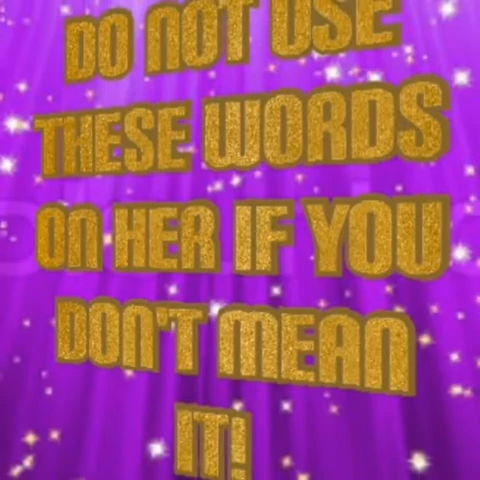 DO NOT USE
THESE WORDS
ON HER IF YOU
DON'T MEAN
IT!